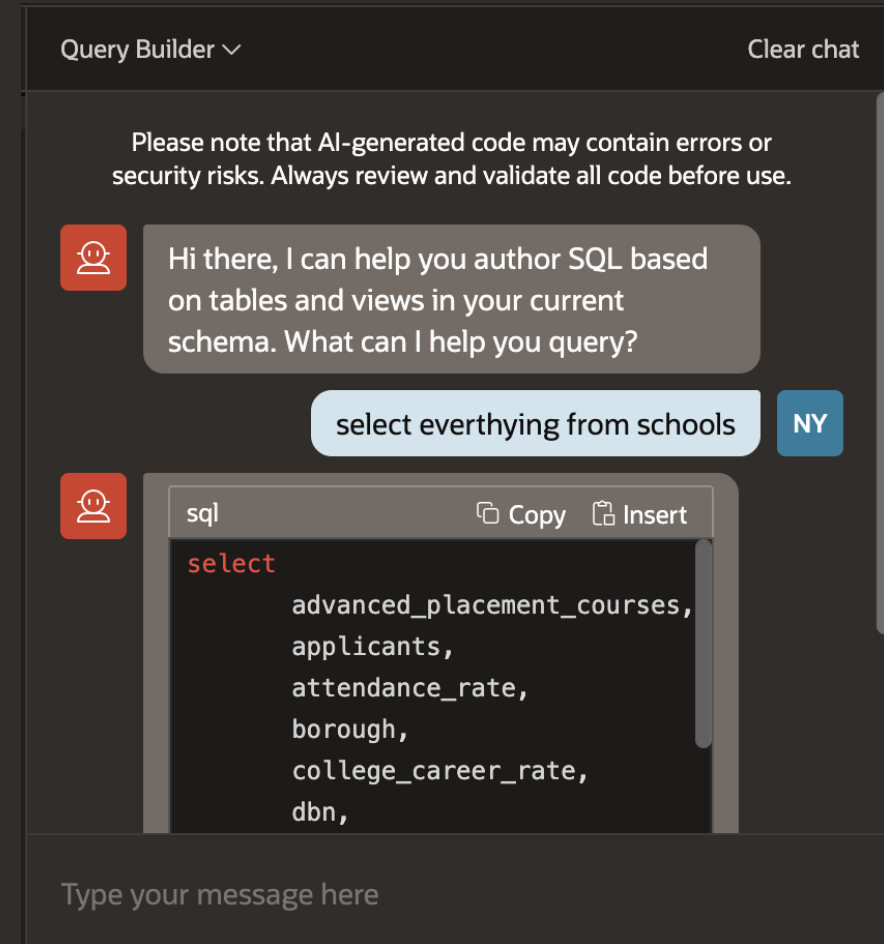 Query Builder
Clear chat
Please note that AI-generated code may contain errors or
security risks. Always review and validate all code before use.
Hi there, I can help you author SQL based
on tables and views in your current
schema. What can I help you query?
select everthying from schools
NY
sql
Copy
Insert
select
advanced_placement_courses,
applicants,
attendance_rate,
borough,
college_career_rate,
dbn,
Type your message here